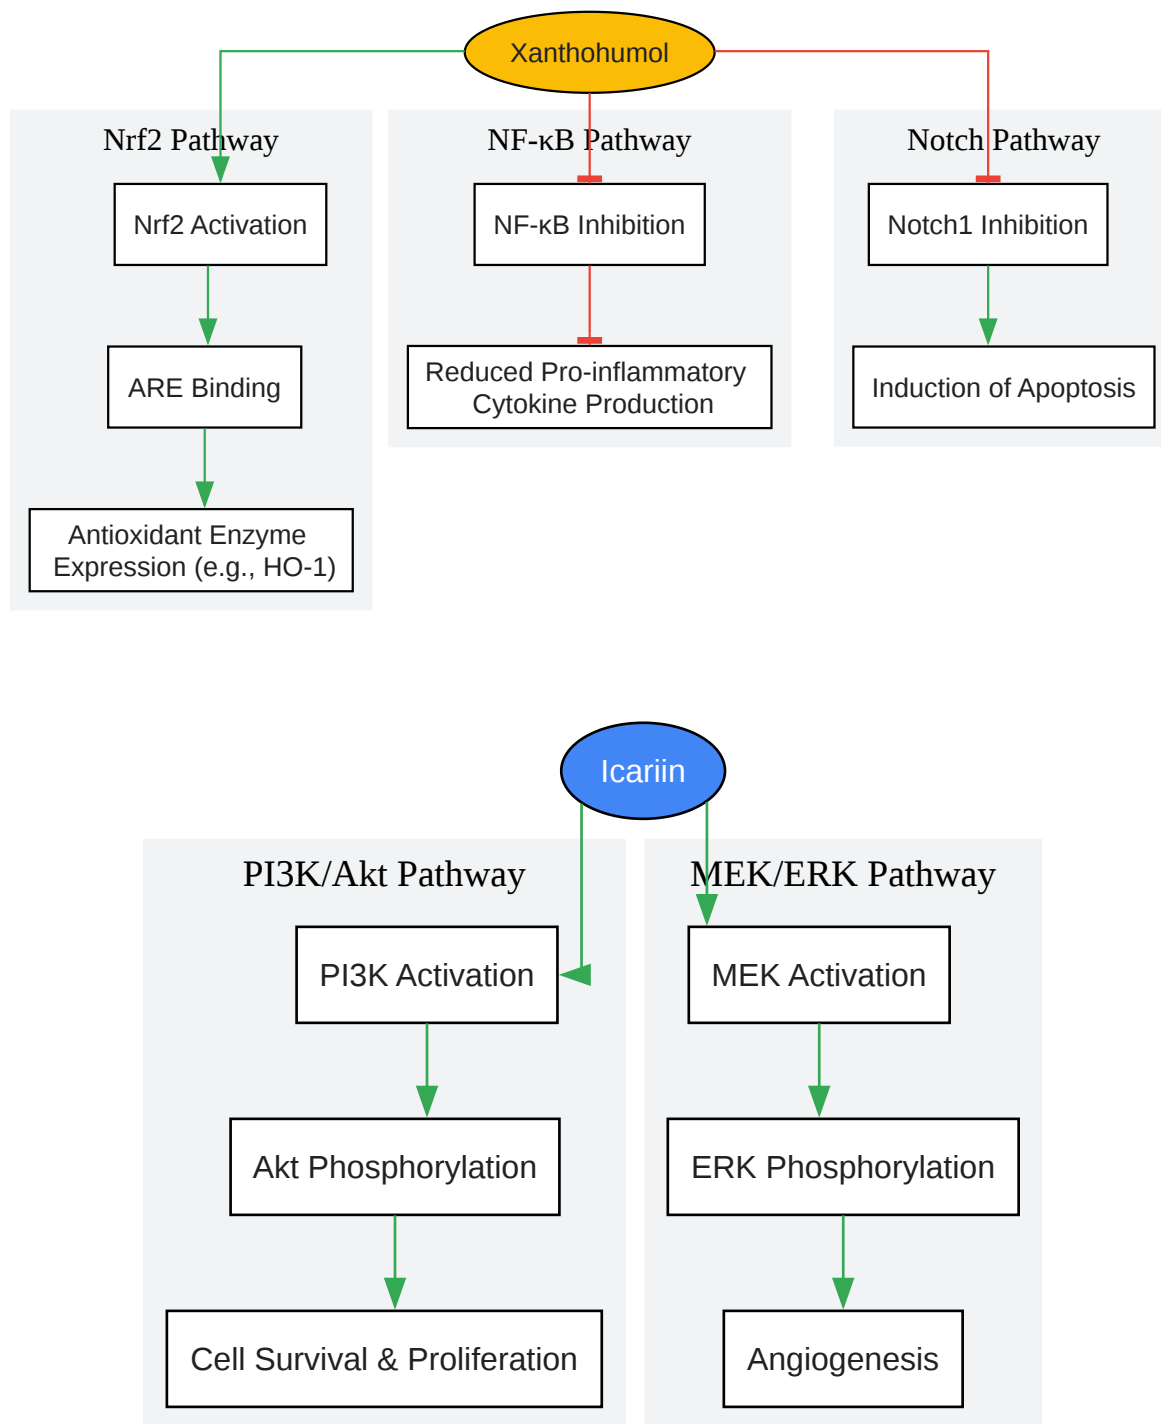 Xanthohumol
Nrf2 Pathway
NF-κB Pathway
Notch Pathway
Nrf2 Activation
NF-κB Inhibition
Notch1 Inhibition
ARE Binding
Reduced Pro-inflammatory
Cytokine Production
Induction of Apoptosis
Antioxidant Enzyme
Expression (e.g., HO-1)
Icariin
PI3K/Akt Pathway
MEK/ERK Pathway
PI3K Activation
MEK Activation
Akt Phosphorylation
ERK Phosphorylation
Cell Survival & Proliferation
Angiogenesis